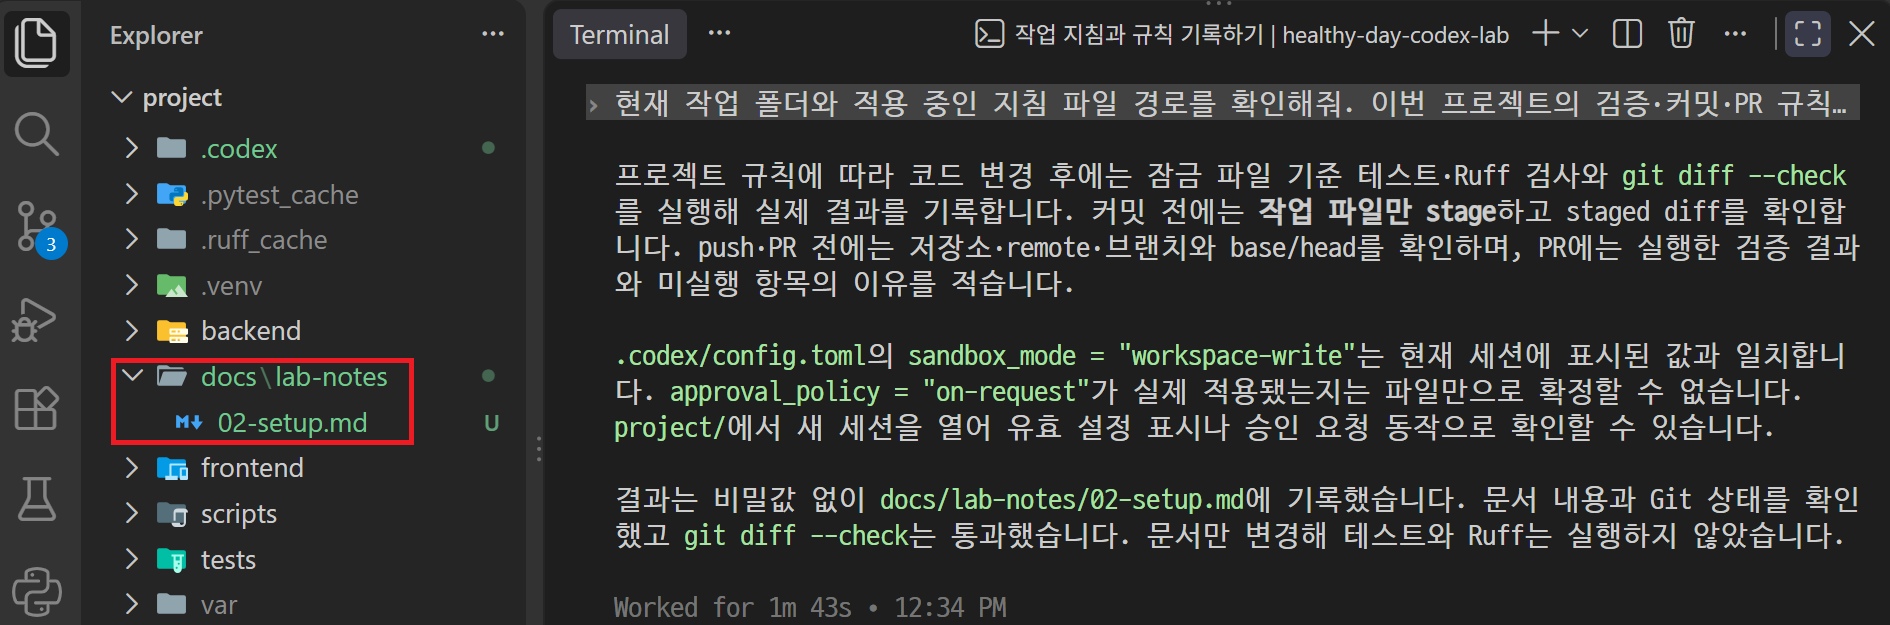 Explorer
project
.codex
.pytest_cache
.ruff_cache
.venv
backend
docs\lab-notes
02-setup.md U
frontend
scripts
tests
var
3
Terminal
작업 지침과 규칙 기록하기 | healthy-day-codex-lab
› 현재 작업 폴더와 적용 중인 지침 파일 경로를 확인해줘. 이번 프로젝트의 검증·커밋·PR 규칙…
프로젝트 규칙에 따라 코드 변경 후에는 잠금 파일 기준 테스트·Ruff 검사와 git diff --check
를 실행해 실제 결과를 기록합니다. 커밋 전에는 작업 파일만 stage하고 staged diff를 확인합
니다. push·PR 전에는 저장소·remote·브랜치와 base/head를 확인하며, PR에는 실행한 검증 결과
와 미실행 항목의 이유를 적습니다.
.codex/config.toml의 sandbox_mode = "workspace-write"는 현재 세션에 표시된 값과 일치합니
다. approval_policy = "on-request"가 실제 적용됐는지는 파일만으로 확정할 수 없습니다.
project/에서 새 세션을 열어 유효 설정 표시나 승인 요청 동작으로 확인할 수 있습니다.
결과는 비밀값 없이 docs/lab-notes/02-setup.md에 기록했습니다. 문서 내용과 Git 상태를 확인
했고 git diff --check는 통과했습니다. 문서만 변경해 테스트와 Ruff는 실행하지 않았습니다.
Worked for 1m 43s • 12:34 PM